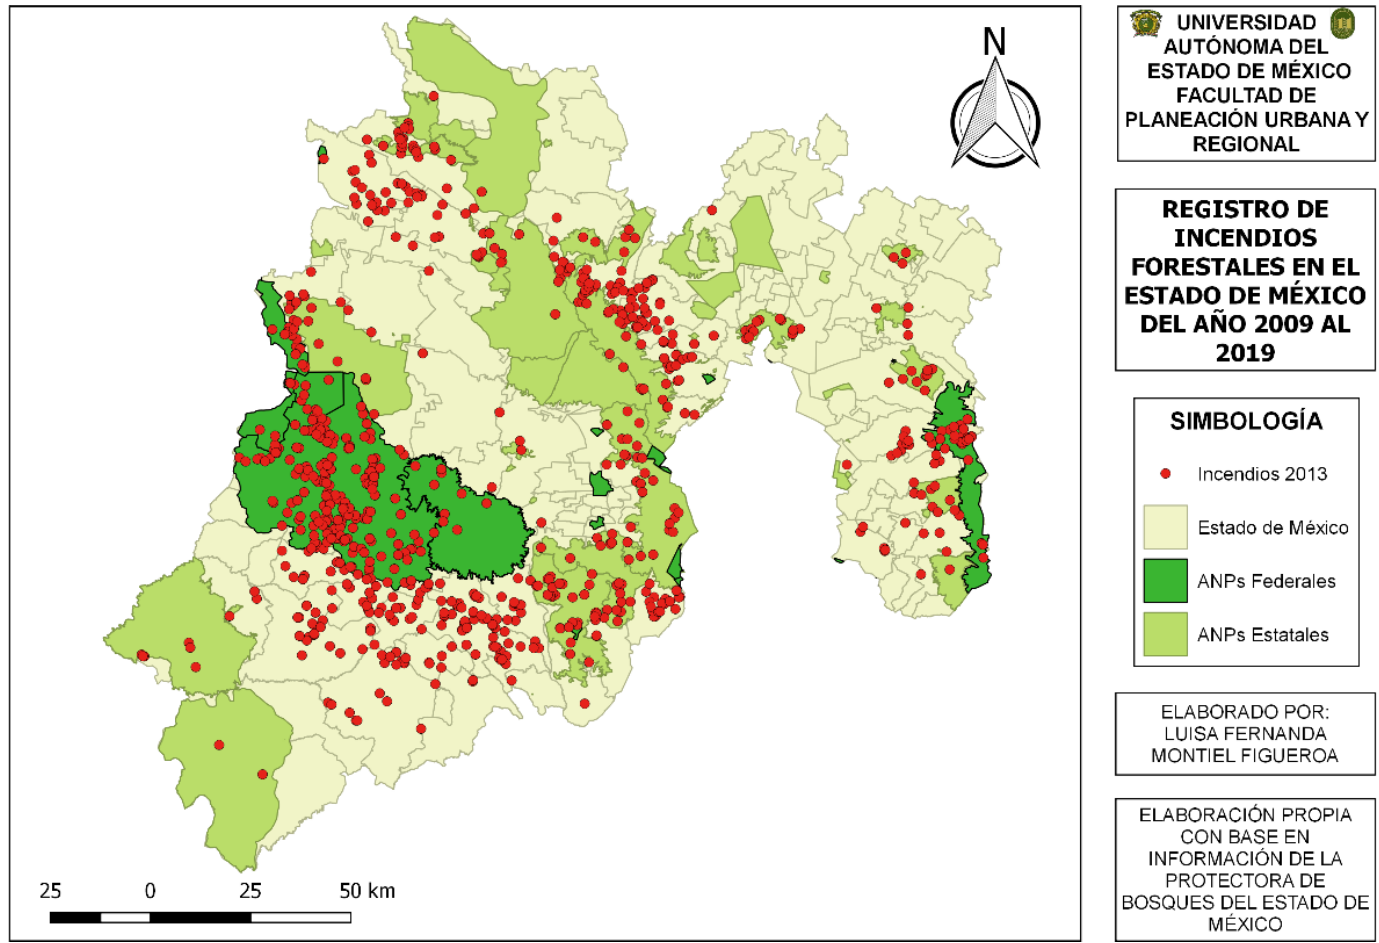 N
25 0 25 50 km
UNIVERSIDAD
AUTÓNOMA DEL
ESTADO DE MÉXICO
FACULTAD DE
PLANEACIÓN URBANA Y
REGIONAL
REGISTRO DE
INCENDIOS
FORESTALES EN EL
ESTADO DE MÉXICO
DEL AÑO 2009 AL
2019
SIMBOLOGÍA
Incendios 2013
Estado de México
ANPs Federales
ANPs Estatales
ELABORADO POR:
LUISA FERNANDA
MONTIEL FIGUEROA
ELABORACIÓN PROPIA
CON BASE EN
INFORMACIÓN DE LA
PROTECTORA DE
BOSQUES DEL ESTADO DE
MÉXICO